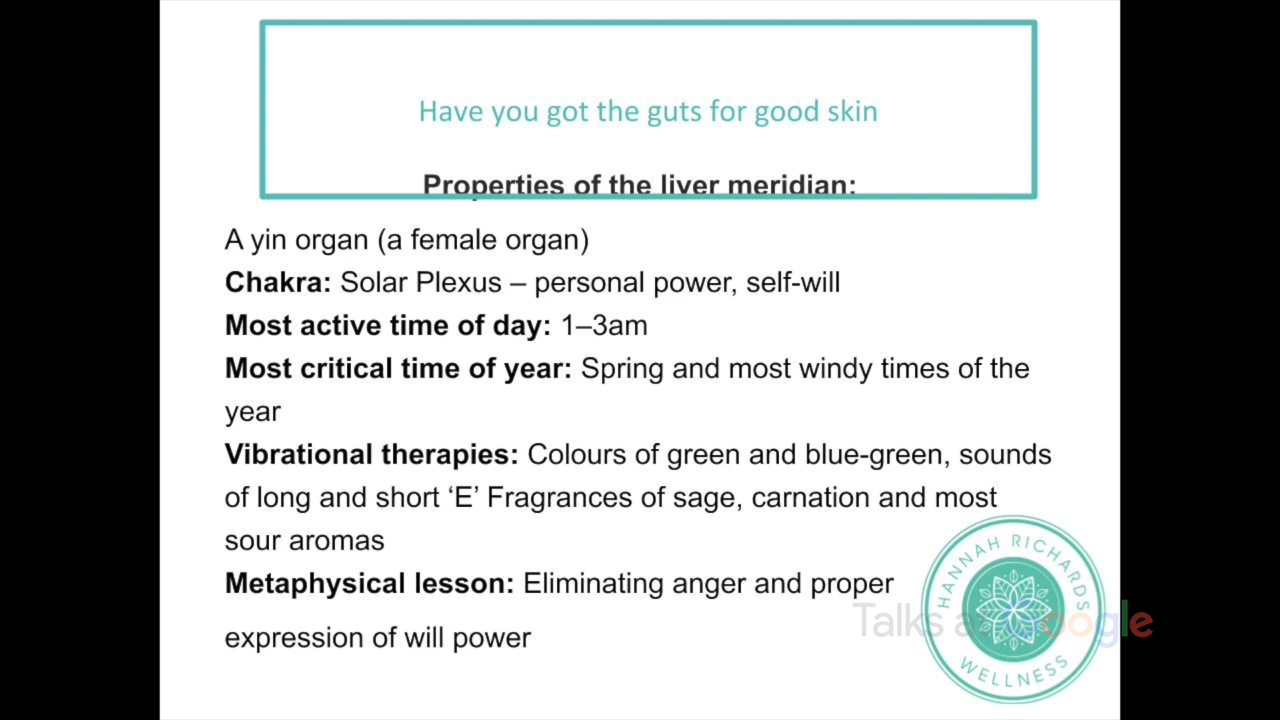 Have you got the guts for good skin
Properties of the liver meridian:
A yin organ (a female organ)
Chakra: Solar Plexus – personal power, self-will
Most active time of day: 1–3am
Most critical time of year: Spring and most windy times of the
year
Vibrational therapies: Colours of green and blue-green, sounds
of long and short ‘E’ Fragrances of sage, carnation and most
sour aromas
Metaphysical lesson: Eliminating anger and proper
expression of will power
HANNAH RICHARDS
WELLNESS
Talks at Google